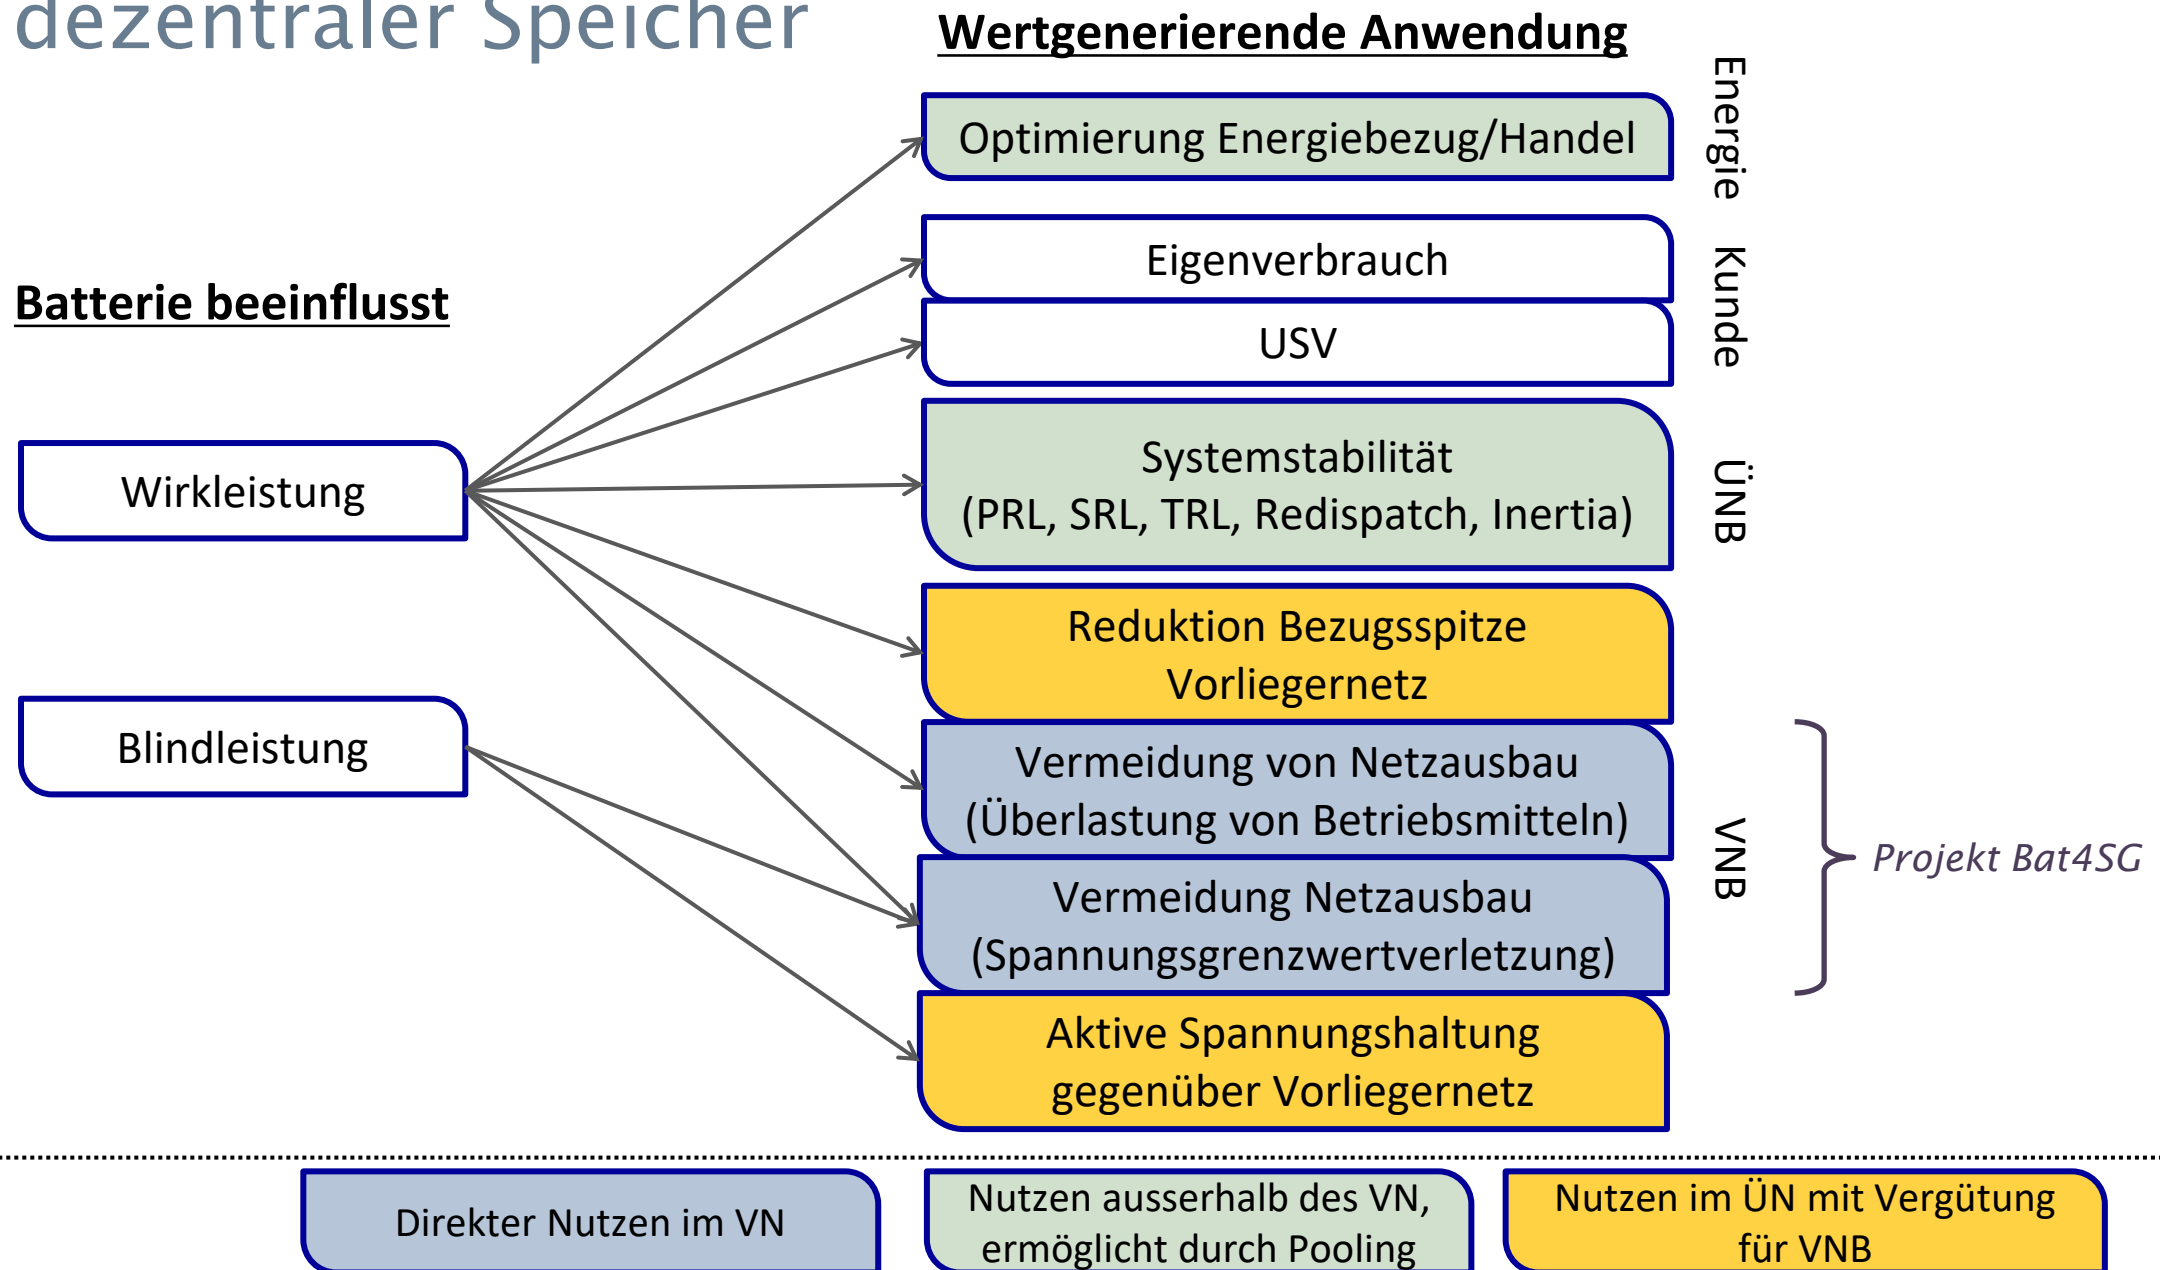 dezentraler Speicher
Wertgenerierende Anwendung
Energie
Optimierung Energiebezug/Handel
Kunde
Eigenverbrauch
Batterie beeinflusst
USV
ÜNB
Systemstabilität
(PRL, SRL, TRL, Redispatch, Inertia)
Wirkleistung
Reduktion Bezugsspitze
Vorliegernetz
Blindleistung
Vermeidung von Netzausbau
(Überlastung von Betriebsmitteln)
VNB
Projekt Bat4SG
Vermeidung Netzausbau
(Spannungsgrenzwertverletzung)
Aktive Spannungshaltung
gegenüber Vorliegernetz
Direkter Nutzen im VN
Nutzen ausserhalb des VN,
ermöglicht durch Pooling
Nutzen im ÜN mit Vergütung
für VNB